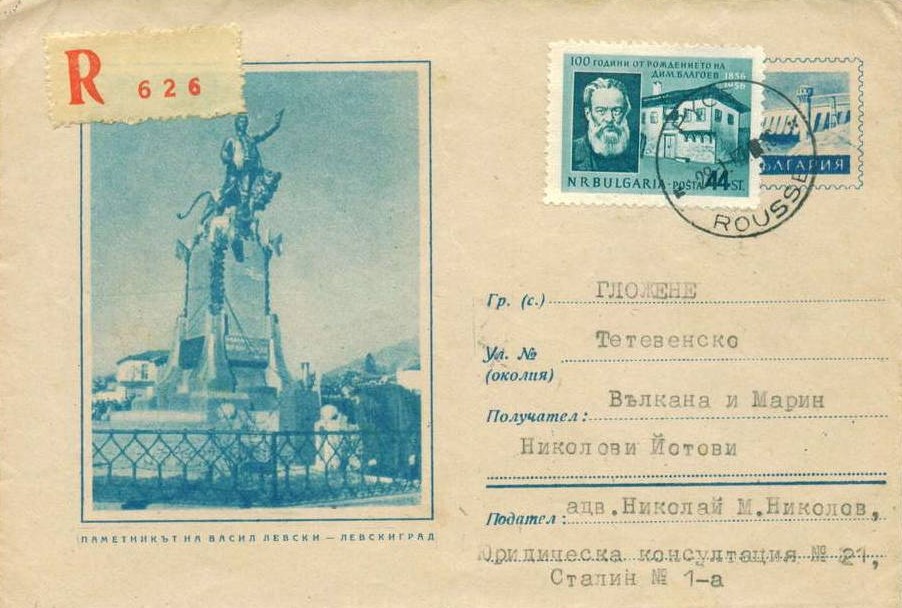 R 626
100 ГОДИНИ ОТ РОЖДЕНИЕТО НА
ДИМ.БЛАГОЕВ 1856
1956
N R BULGARIA - POŠTA 44 ST.
БЪЛГАРИЯ
ROUSSE
Гр. (с.) ГЛОЖЕНЕ
Ул. № Тетевенско
(околия)
Получател: Вълкана и Марин
Николови Йотови
Подател: адв.Николай М.Николов,
Юридическа консултация № 21,
Сталин № 1-а
ПАМЕТНИКЪТ НА ВАСИЛ ЛЕВСКИ — ЛЕВСКИГРАД